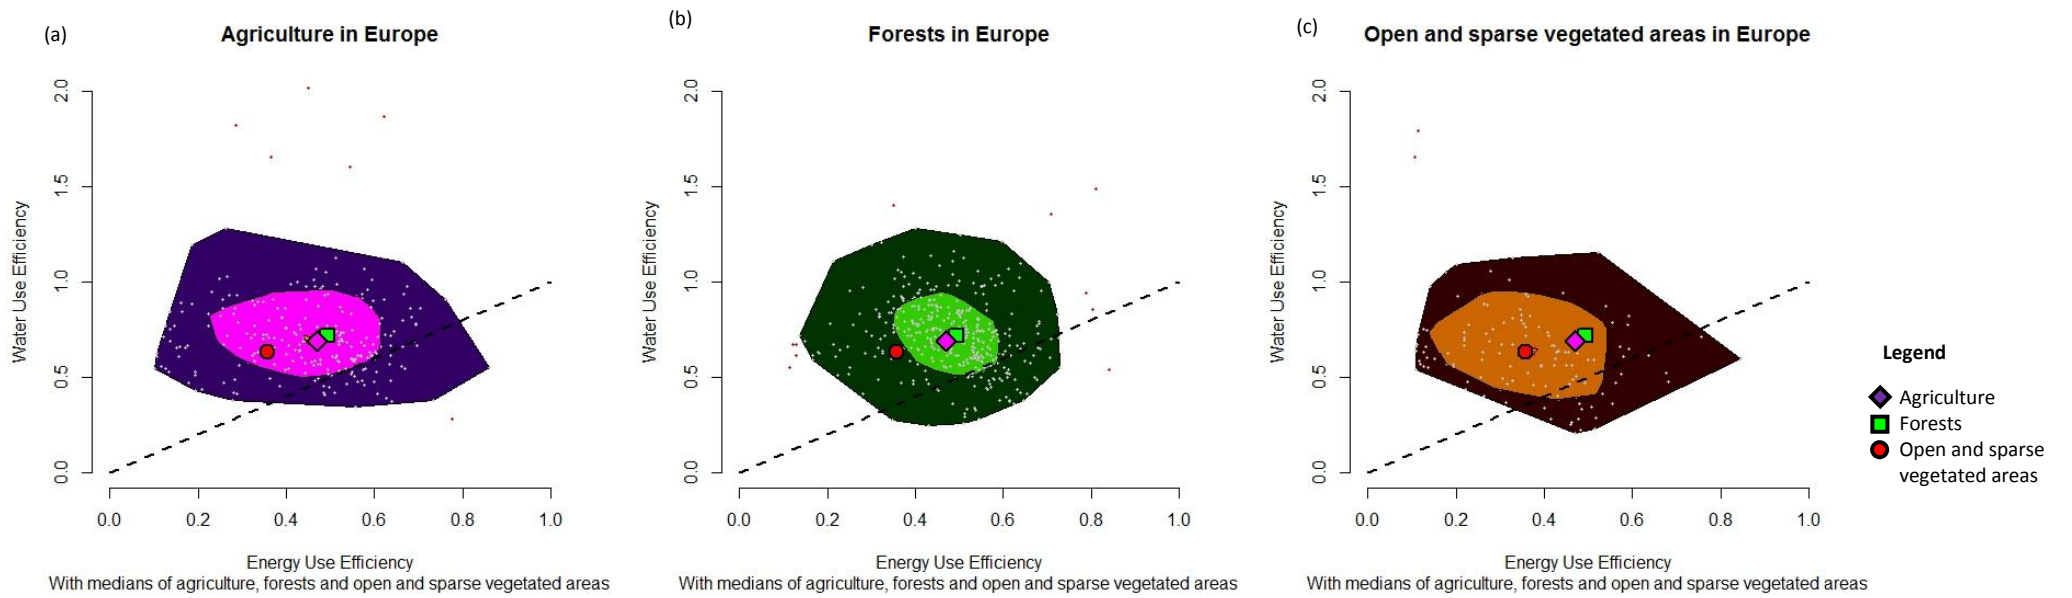 (a)
Agriculture in Europe
2.0
1.5
1.0
0.5
0.0
Water Use Efficiency
0.0 0.2 0.4 0.6 0.8 1.0
Energy Use Efficiency
With medians of agriculture, forests and open and sparse vegetated areas
(b)
Forests in Europe
2.0
1.5
1.0
0.5
0.0
Water Use Efficiency
0.0 0.2 0.4 0.6 0.8 1.0
Energy Use Efficiency
With medians of agriculture, forests and open and sparse vegetated areas
(c)
Open and sparse vegetated areas in Europe
2.0
1.5
1.0
0.5
0.0
Water Use Efficiency
0.0 0.2 0.4 0.6 0.8 1.0
Energy Use Efficiency
With medians of agriculture, forests and open and sparse vegetated areas
Legend
Agriculture
Forests
Open and sparse
vegetated areas